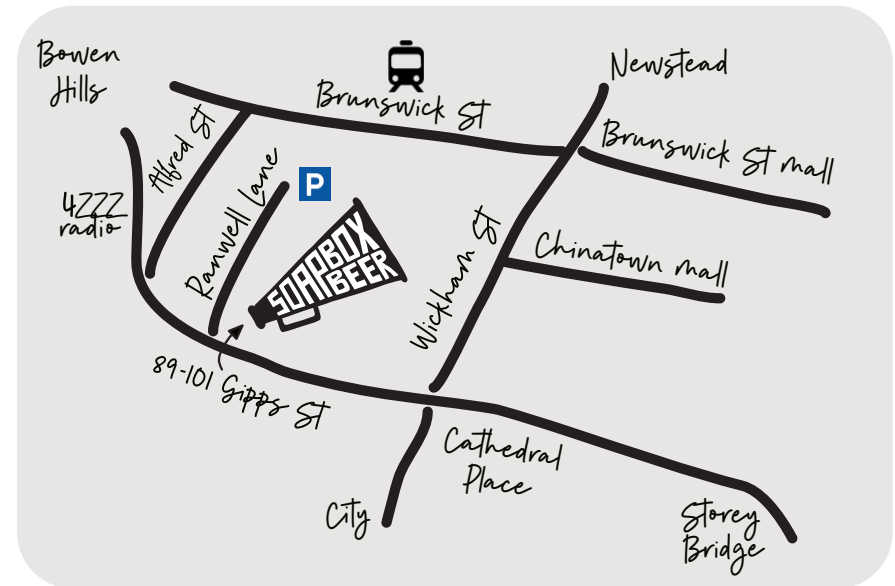 Bowen
Hills
Newstead
Brunswick St
Brunswick St mall
Alfred St
Ranwell Lane
P
4ZZZ
radio
SOAPBOX
BEER
Wickham St
Chinatown mall
89-101 Gipps St
Cathedral
Place
City
Storey
Bridge